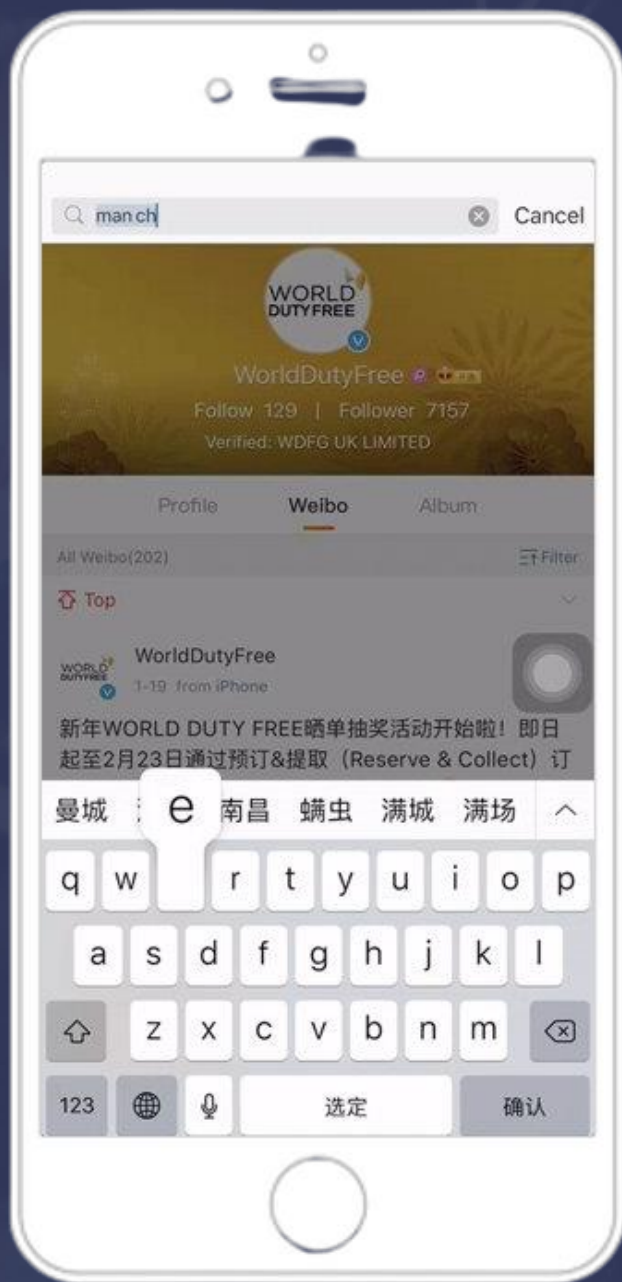 man ch
Cancel
WORLD
DUTY FREE
WorldDutyFree
Follow 129 | Follower 7157
Verified: WDFG UK LIMITED
Profile Weibo Album
All Weibo(202) Filter
Top
WORLD
DUTYFREE
WorldDutyFree
1-19 from iPhone
新年WORLD DUTY FREE晒单抽奖活动开始啦！即日
起至2月23日通过预订&提取（Reserve & Collect）订
曼城 e 南昌 螨虫 满城 满场
q w r t y u i o p
a s d f g h j k l
z x c v b n m
123 选定 确认